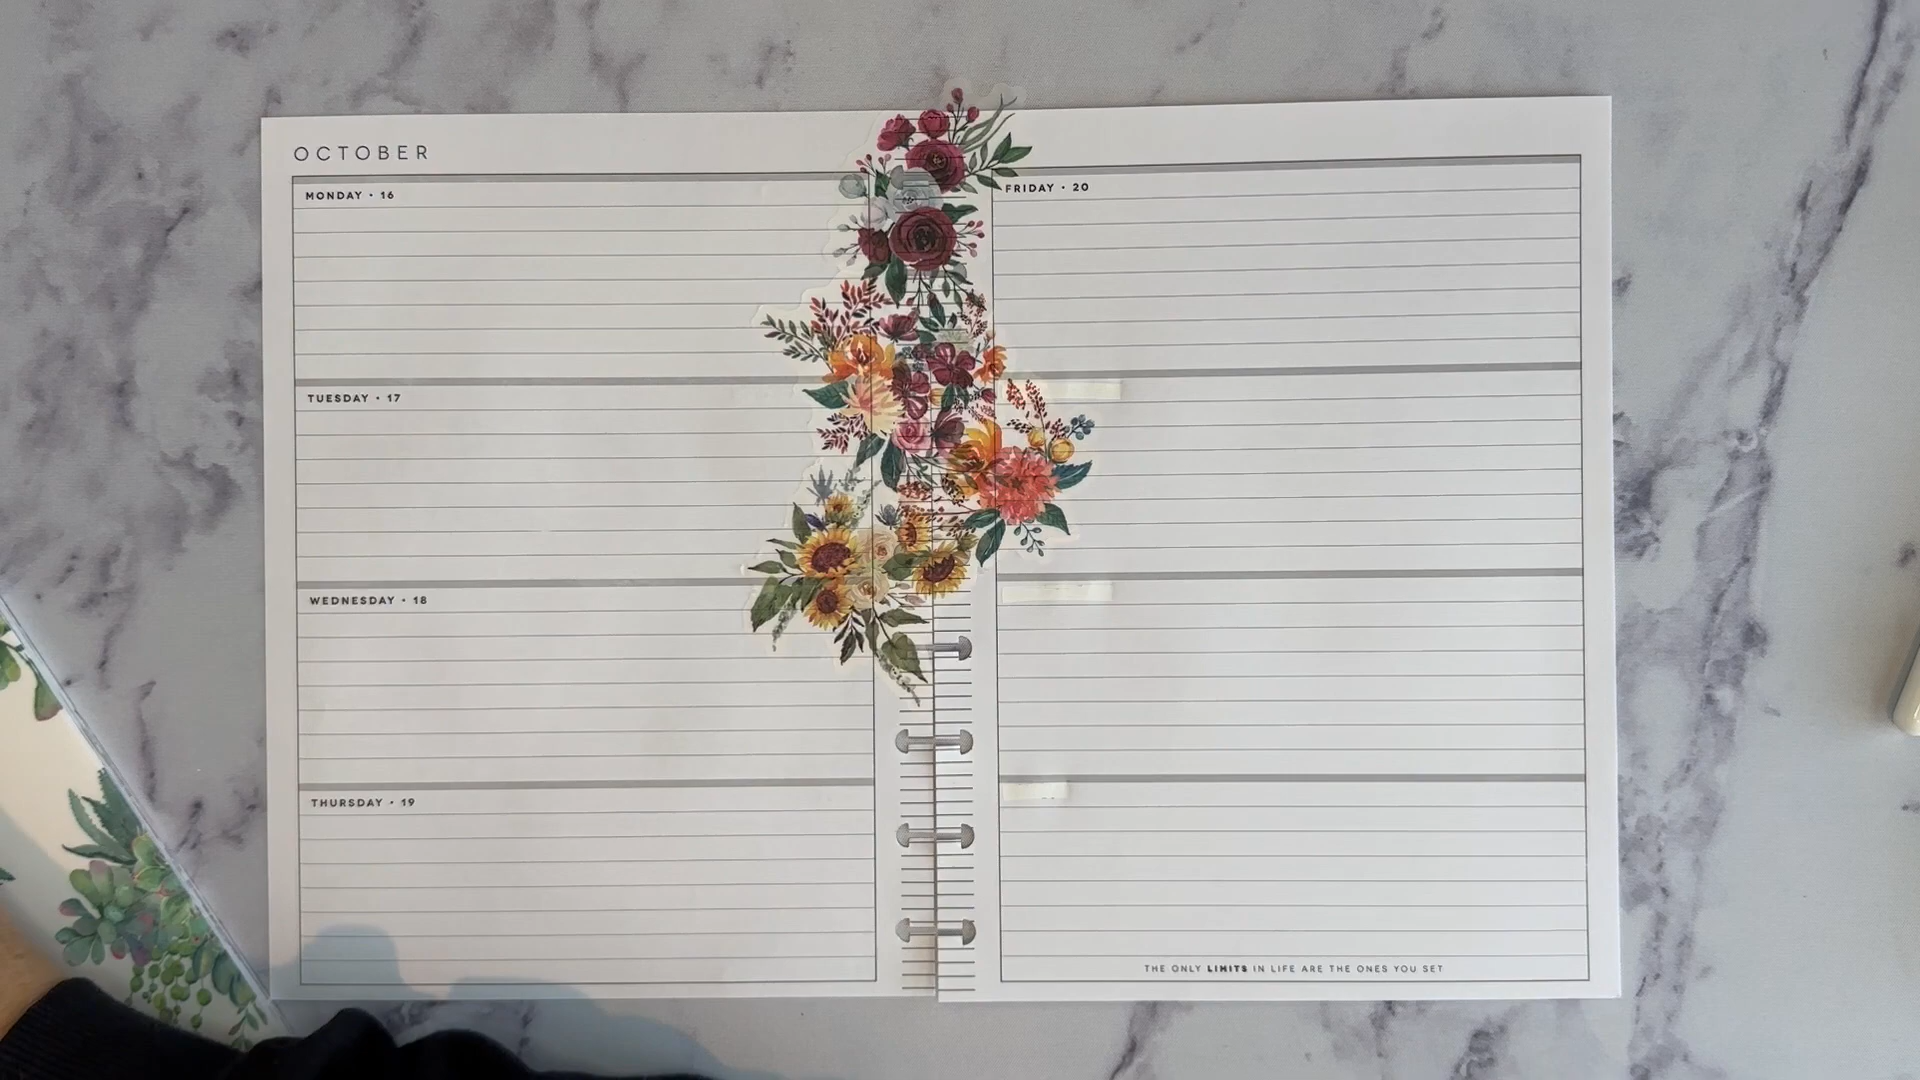 OCTOBER
MONDAY · 16
TUESDAY · 17
WEDNESDAY · 18
THURSDAY · 19
FRIDAY · 20
THE ONLY LIMITS IN LIFE ARE THE ONES YOU SET